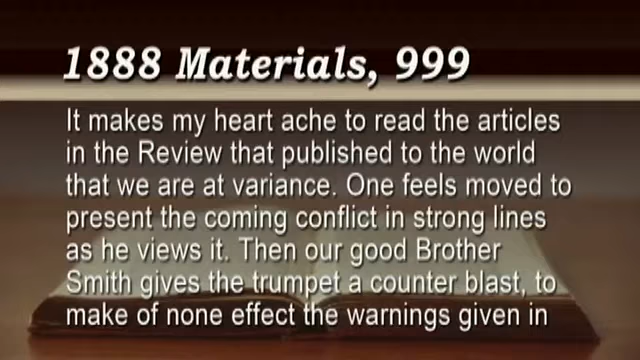 1888 Materials, 999
It makes my heart ache to read the articles
in the Review that published to the world
that we are at variance. One feels moved to
present the coming conflict in strong lines
as he views it. Then our good Brother
Smith gives the trumpet a counter blast, to
make of none effect the warnings given in